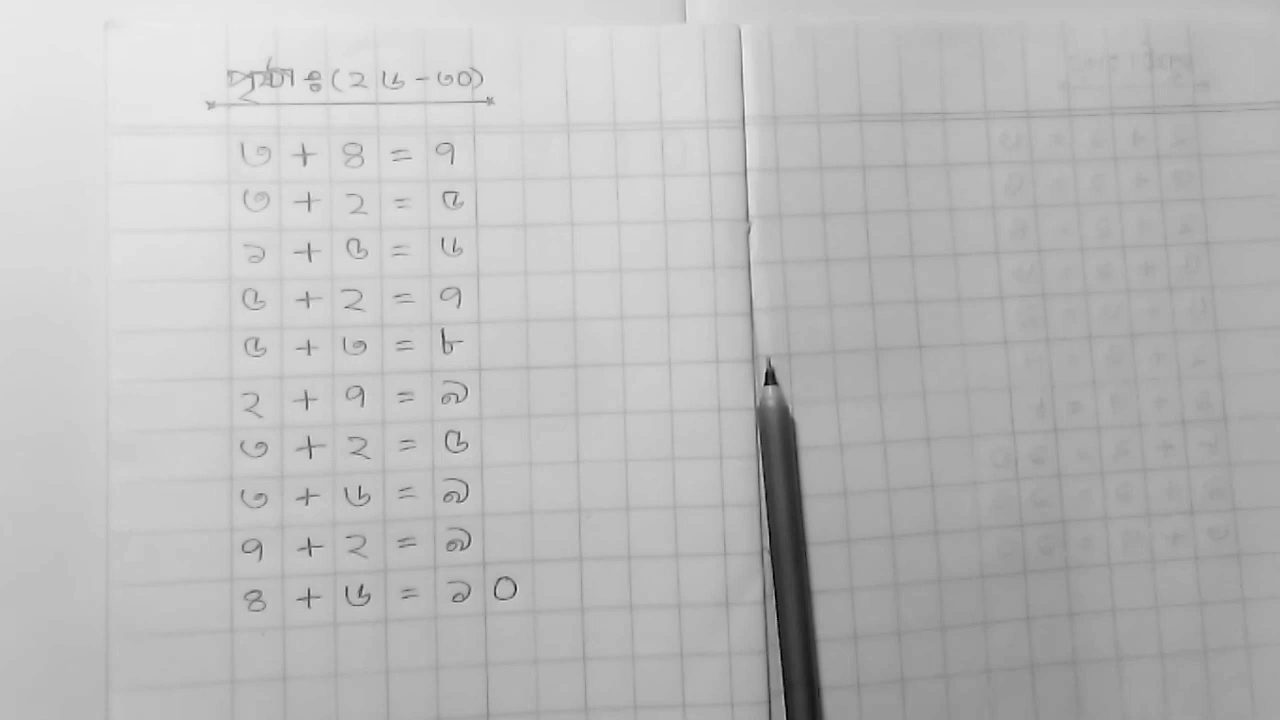 পৃষ্ঠা ঃ (২৬-৩০)
৩ + ৪ = ৭
৩ + ২ = ৫
১ + ৫ = ৬
৫ + ২ = ৭
৫ + ৩ = ৮
২ + ৭ = ৯
৩ + ২ = ৫
৩ + ৬ = ৯
৭ + ২ = ৯
৪ + ৬ = ১০